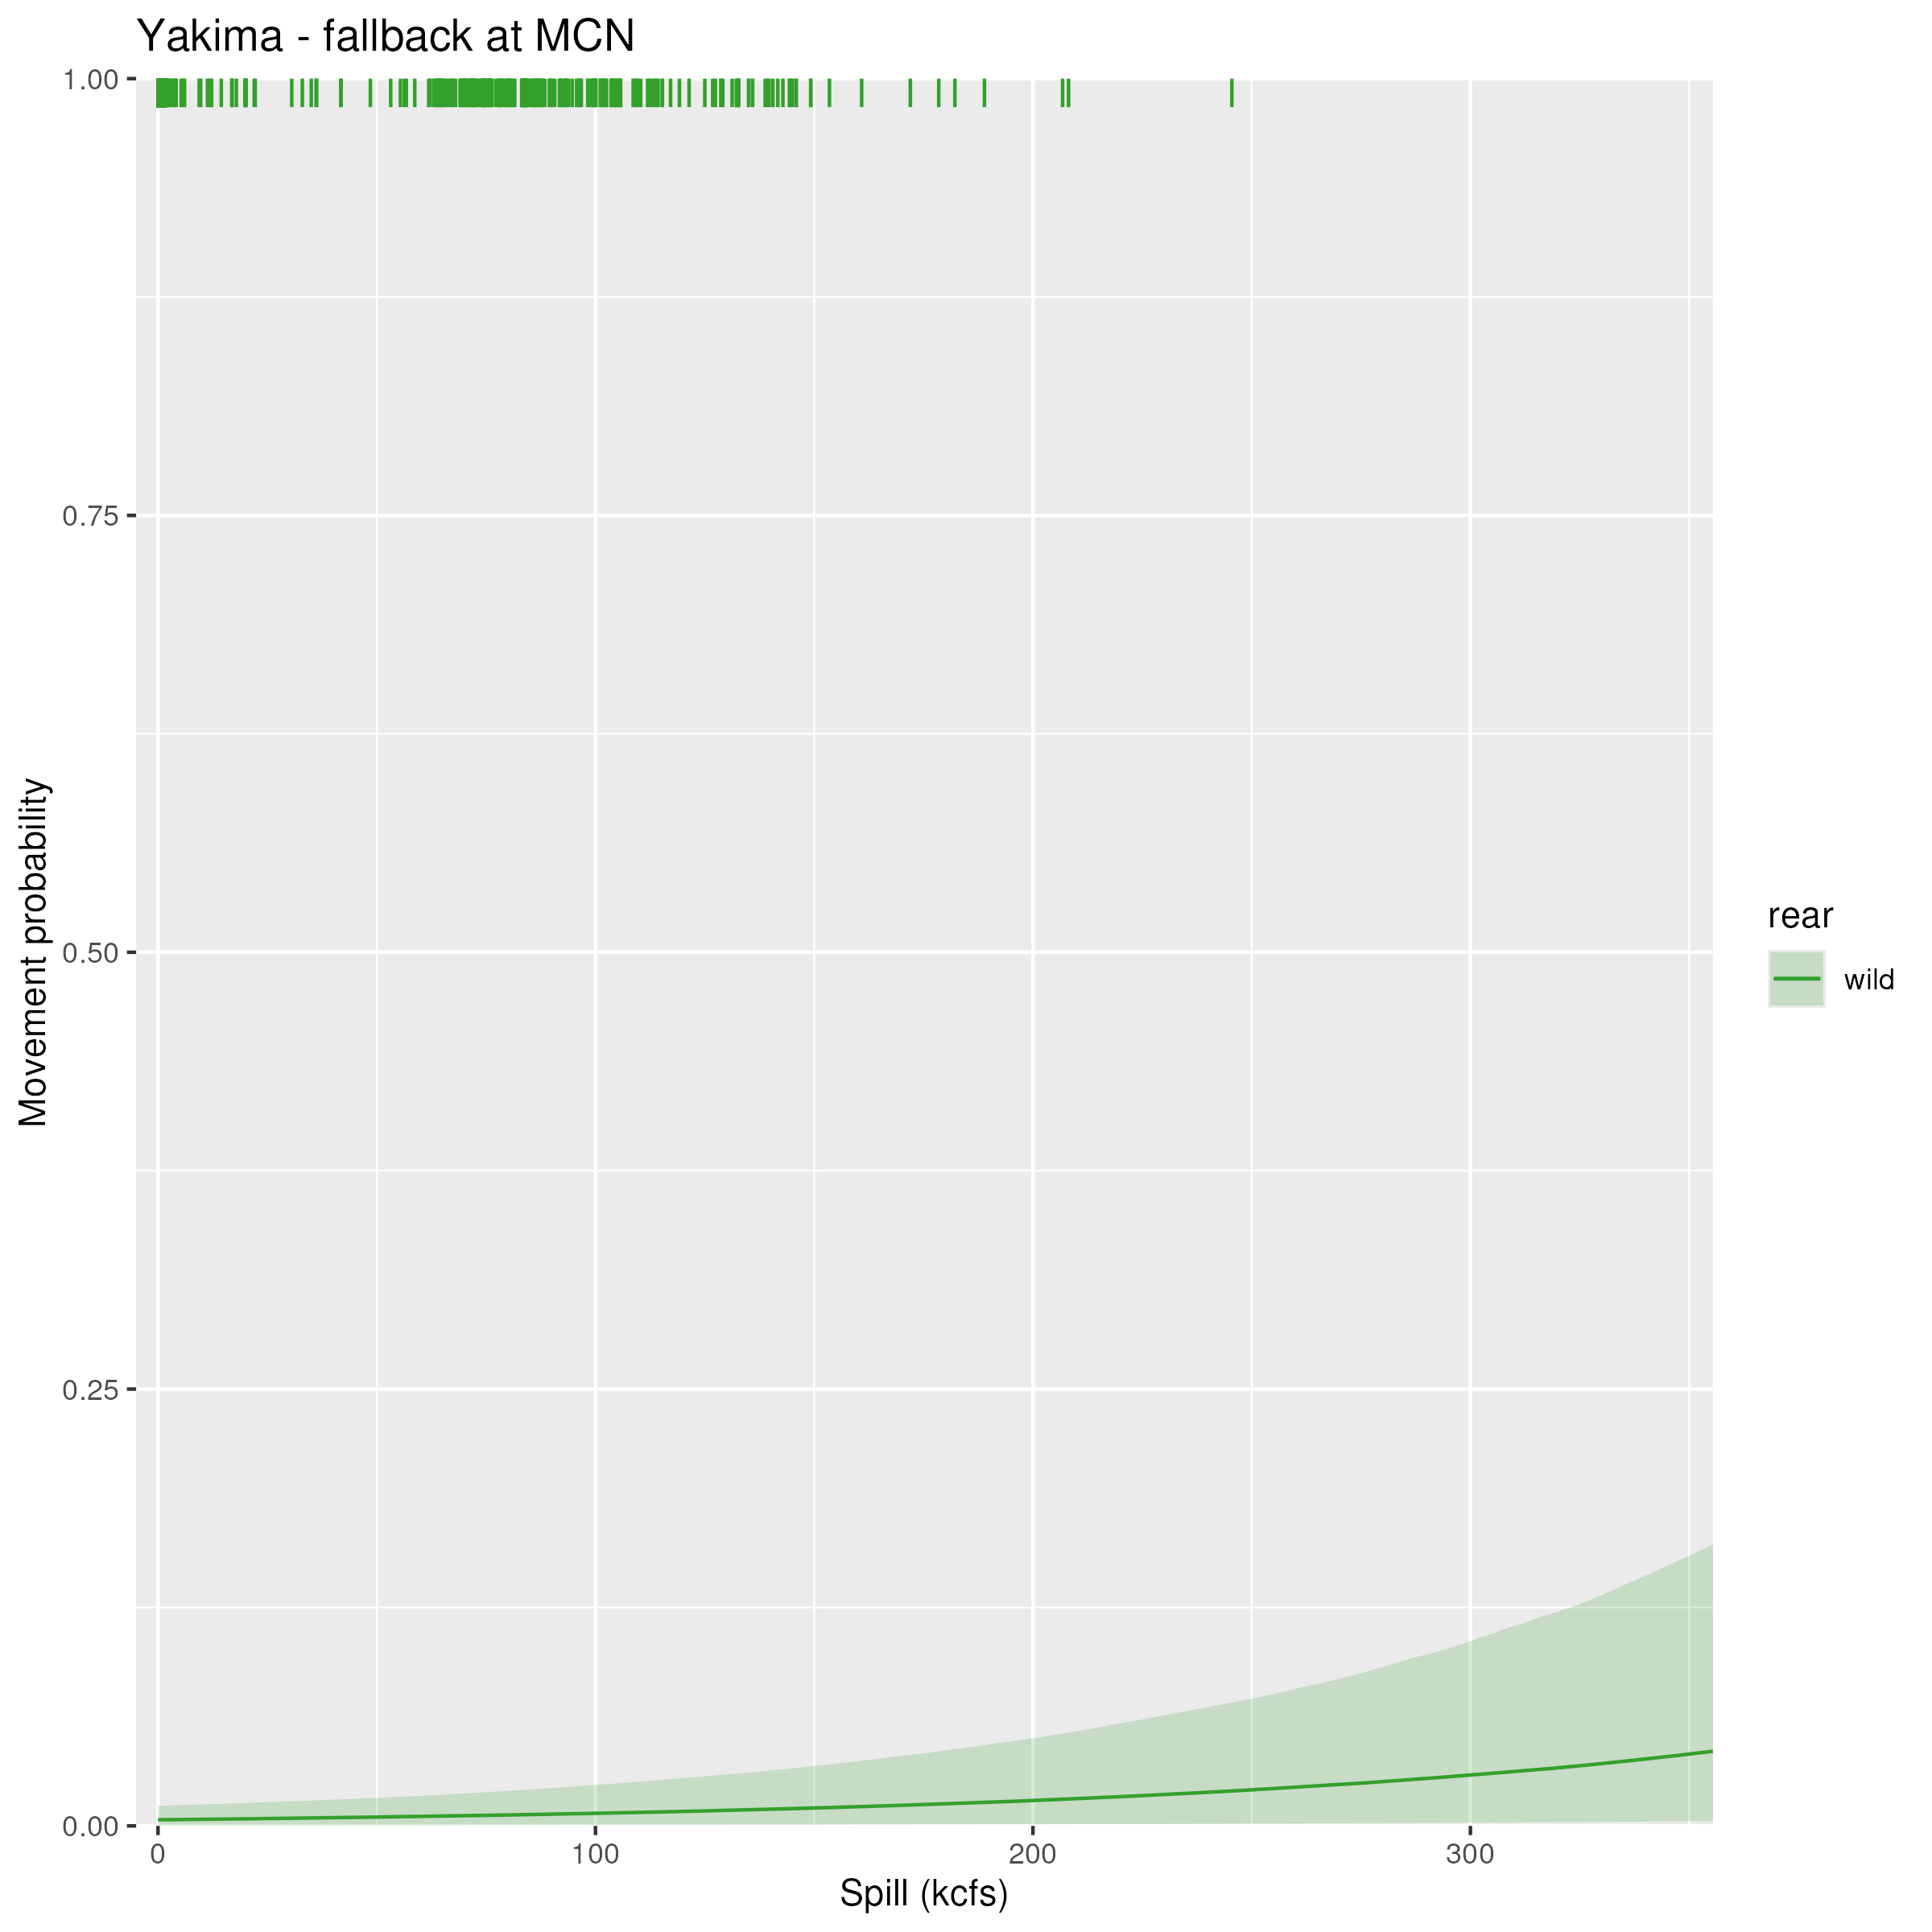 Yakima - fallback at MCN
1.00
0.75
0.50
0.25
0.00
Movement probability
0
100
200
300
Spill (kcfs)
rear
wild